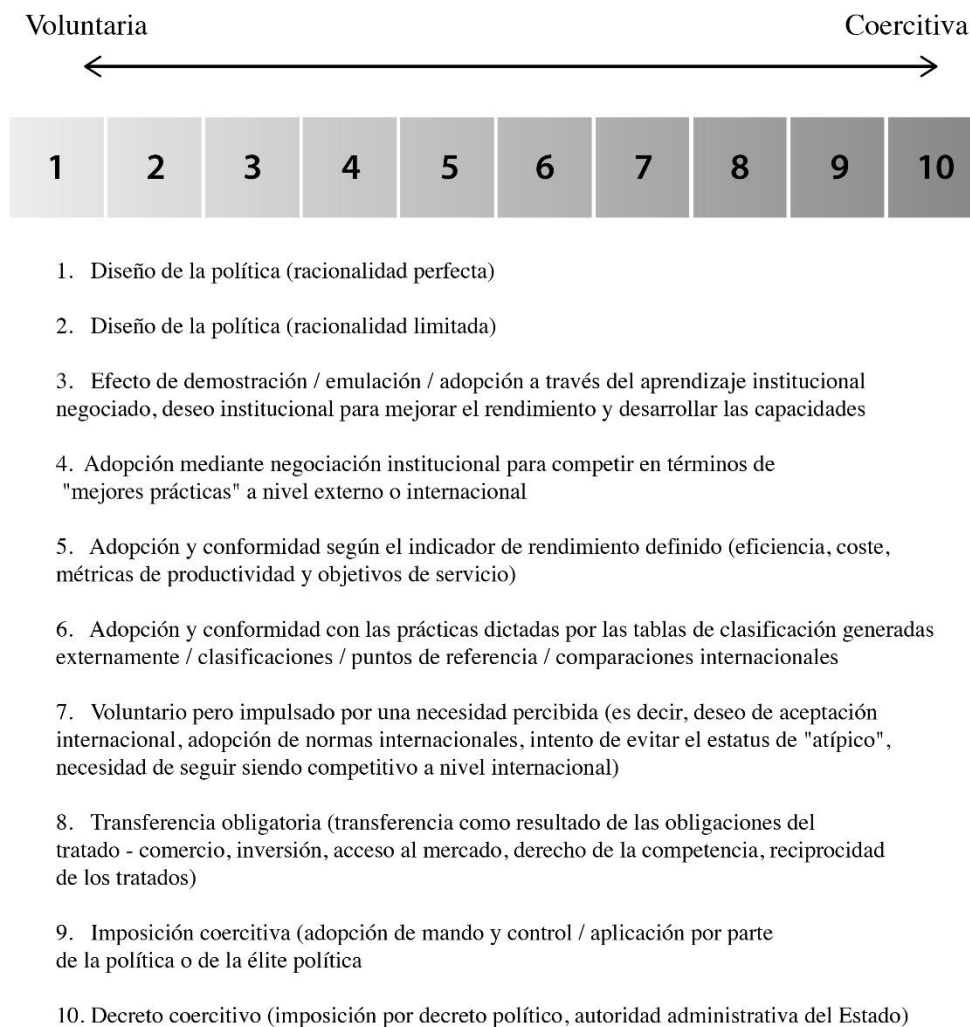 Voluntaria
Coercitiva
1 2 3 4 5 6 7 8 9 10
1. Diseño de la política (racionalidad perfecta)
2. Diseño de la política (racionalidad limitada)
3. Efecto de demostración / emulación / adopción a través del aprendizaje institucional
negociado, deseo institucional para mejorar el rendimiento y desarrollar las capacidades
4. Adopción mediante negociación institucional para competir en términos de
"mejores prácticas" a nivel externo o internacional
5. Adopción y conformidad según el indicador de rendimiento definido (eficiencia, coste,
métricas de productividad y objetivos de servicio)
6. Adopción y conformidad con las prácticas dictadas por las tablas de clasificación generadas
externamente / clasificaciones / puntos de referencia / comparaciones internacionales
7. Voluntario pero impulsado por una necesidad percibida (es decir, deseo de aceptación
internacional, adopción de normas internacionales, intento de evitar el estatus de "atípico",
necesidad de seguir siendo competitivo a nivel internacional)
8. Transferencia obligatoria (transferencia como resultado de las obligaciones del
tratado - comercio, inversión, acceso al mercado, derecho de la competencia, reciprocidad
de los tratados)
9. Imposición coercitiva (adopción de mando y control / aplicación por parte
de la política o de la élite política
10. Decreto coercitivo (imposición por decreto político, autoridad administrativa del Estado)